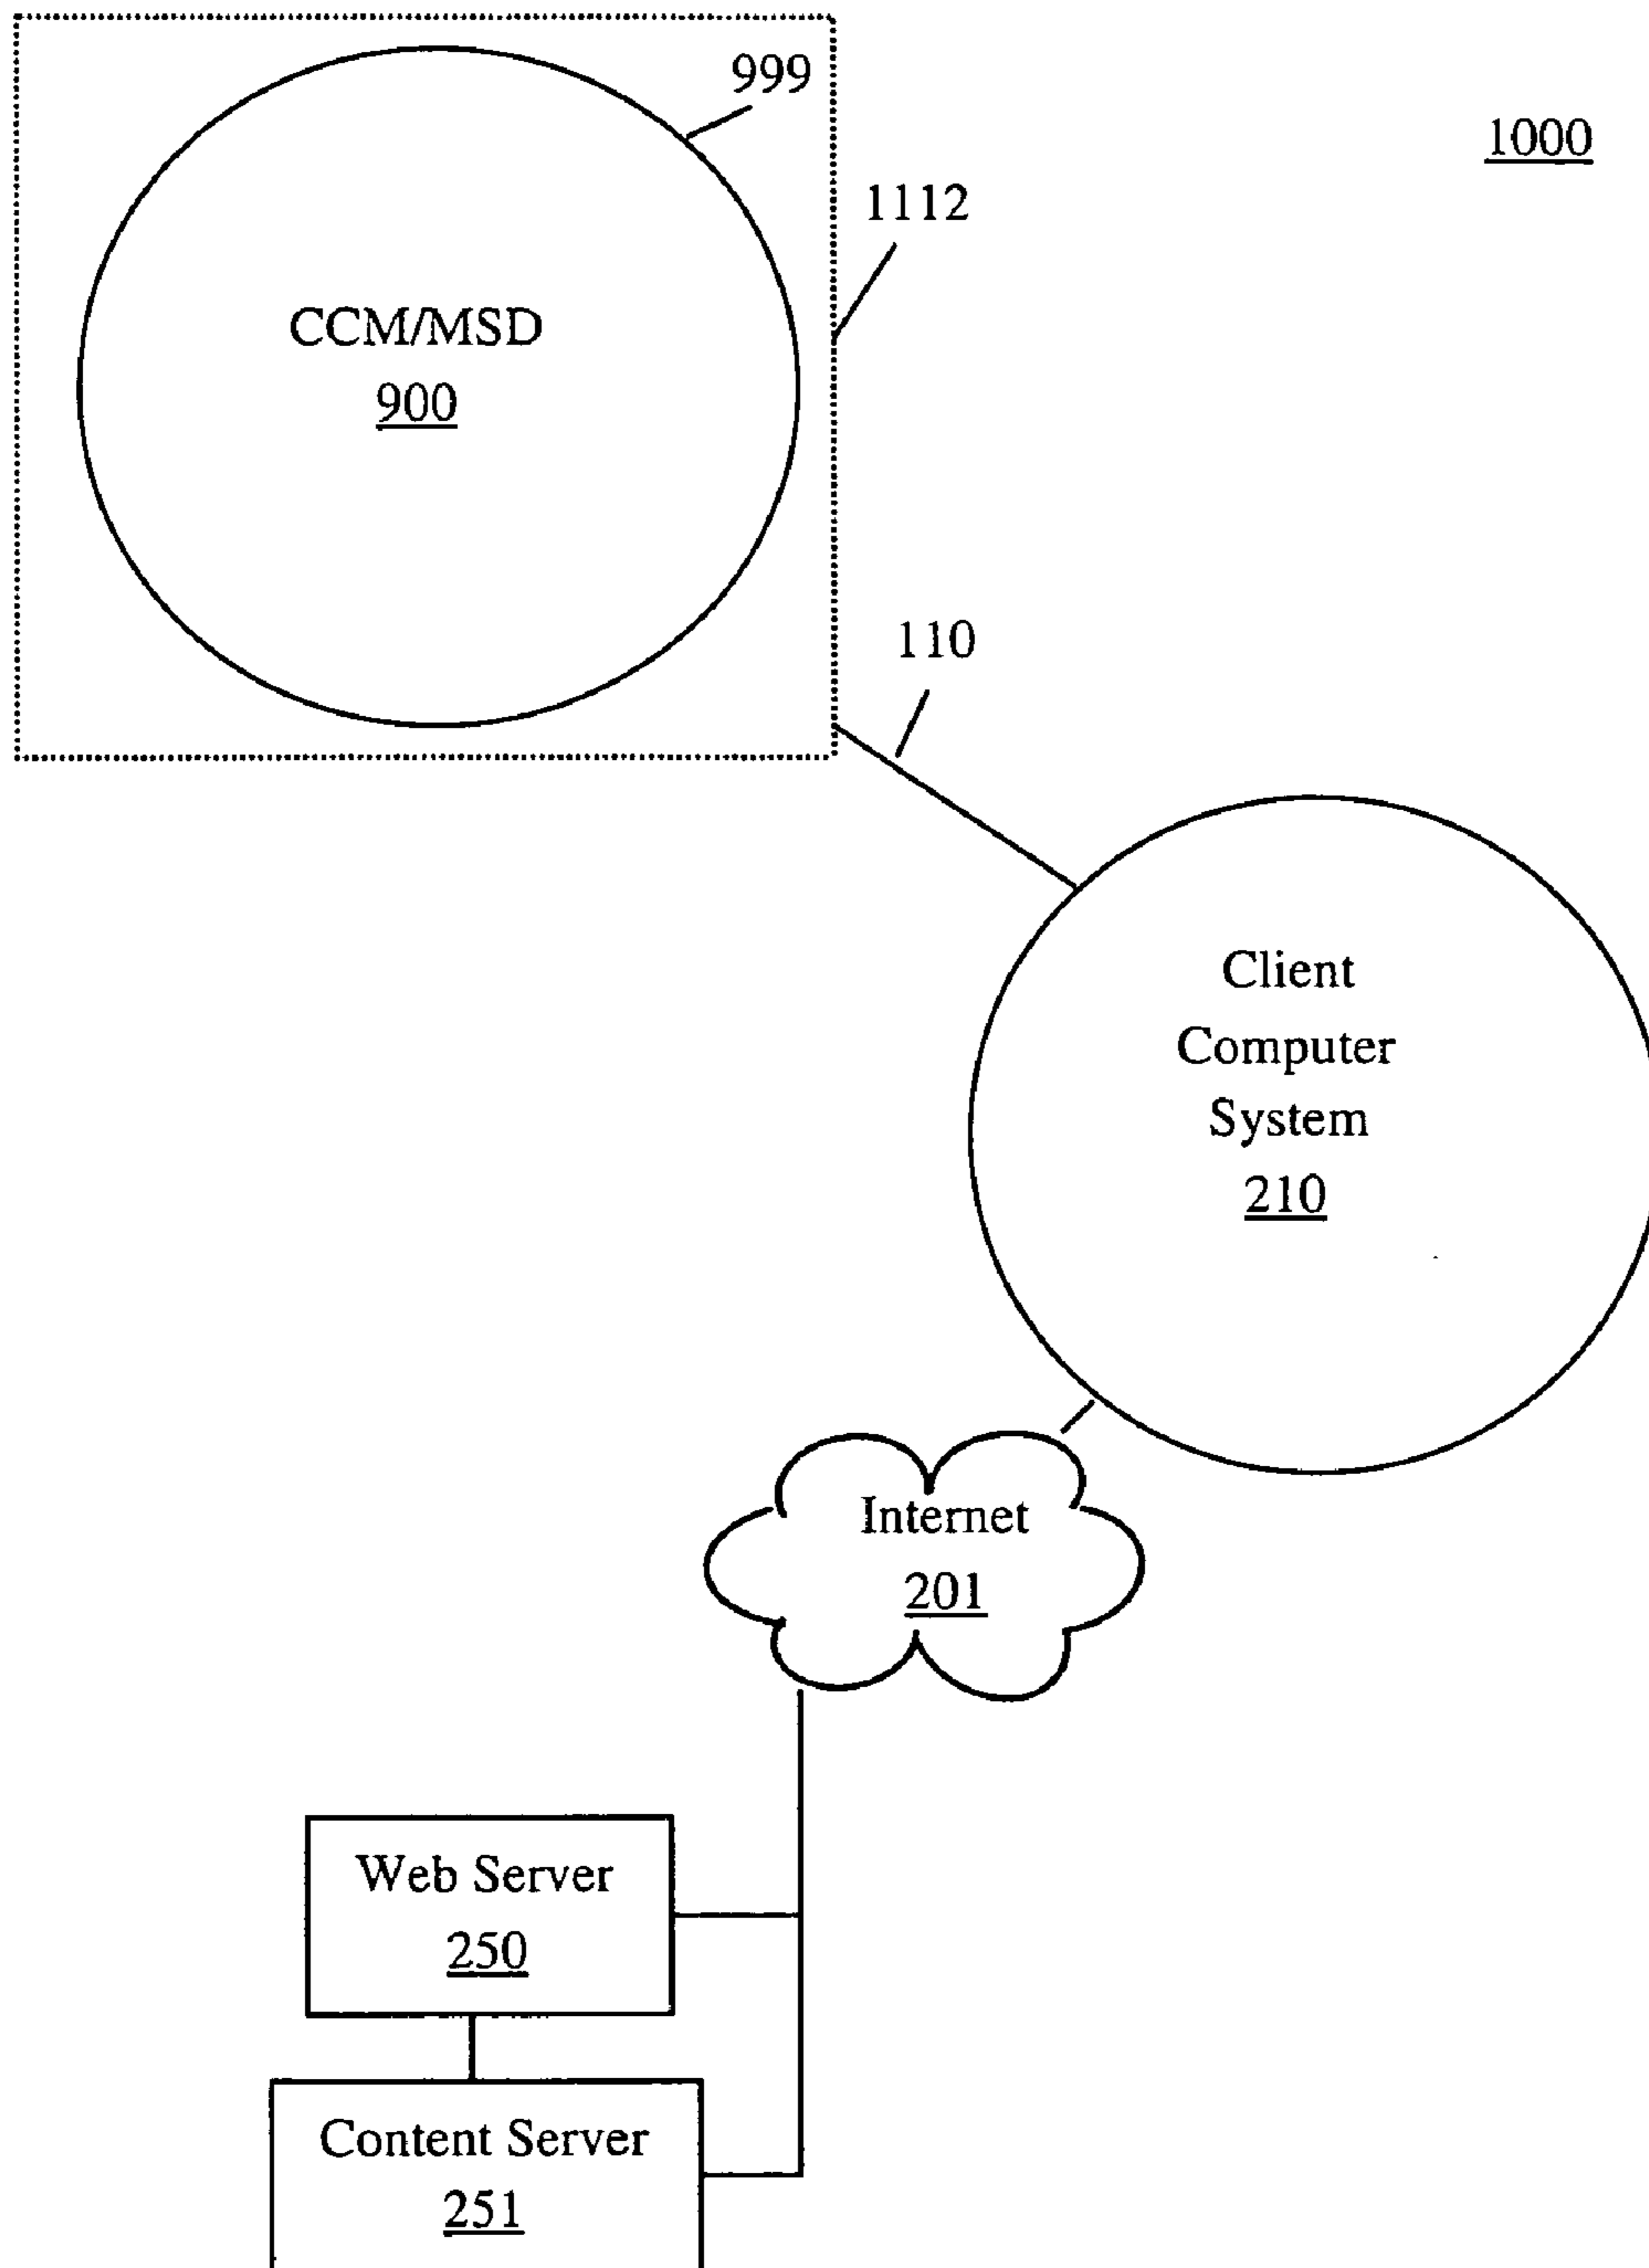 999
1000
1112
CCM/MSD
900
110
Client
Computer
System
210
Internet
201
Web Server
250
Content Server
251